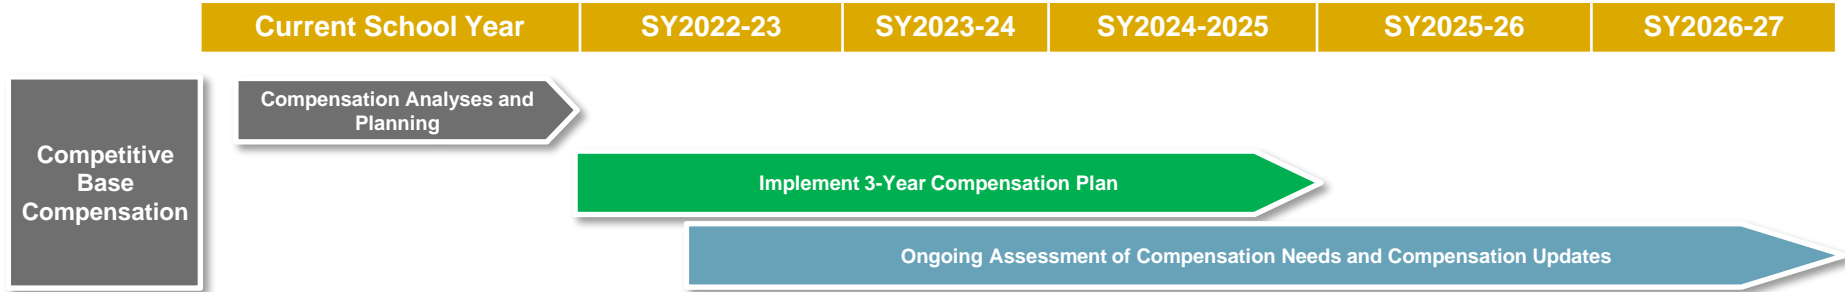 Current School Year SY2022-23 SY2023-24 SY2024-2025 SY2025-26 SY2026-27
Compensation Analyses and
Planning
Competitive
Base
Compensation
Implement 3-Year Compensation Plan
Ongoing Assessment of Compensation Needs and Compensation Updates